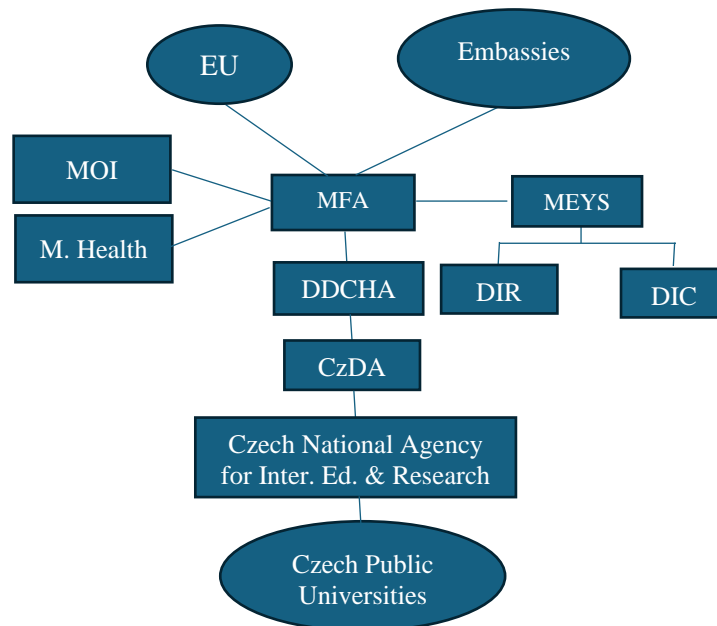 EU
Embassies
MOI
MFA
MEYS
M. Health
DDCHA
DIR
DIC
CzDA
Czech National Agency
for Inter. Ed. & Research
Czech Public
Universities